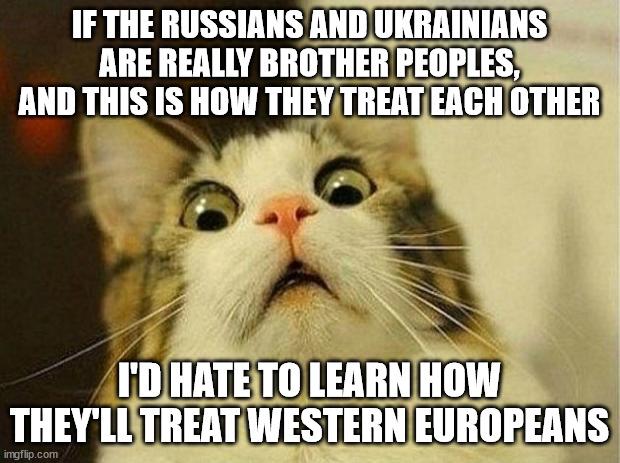 IF THE RUSSIANS AND UKRAINIANS
ARE REALLY BROTHER PEOPLES,
AND THIS IS HOW THEY TREAT EACH OTHER
I'D HATE TO LEARN HOW
THEY'LL TREAT WESTERN EUROPEANS
imgflip.com